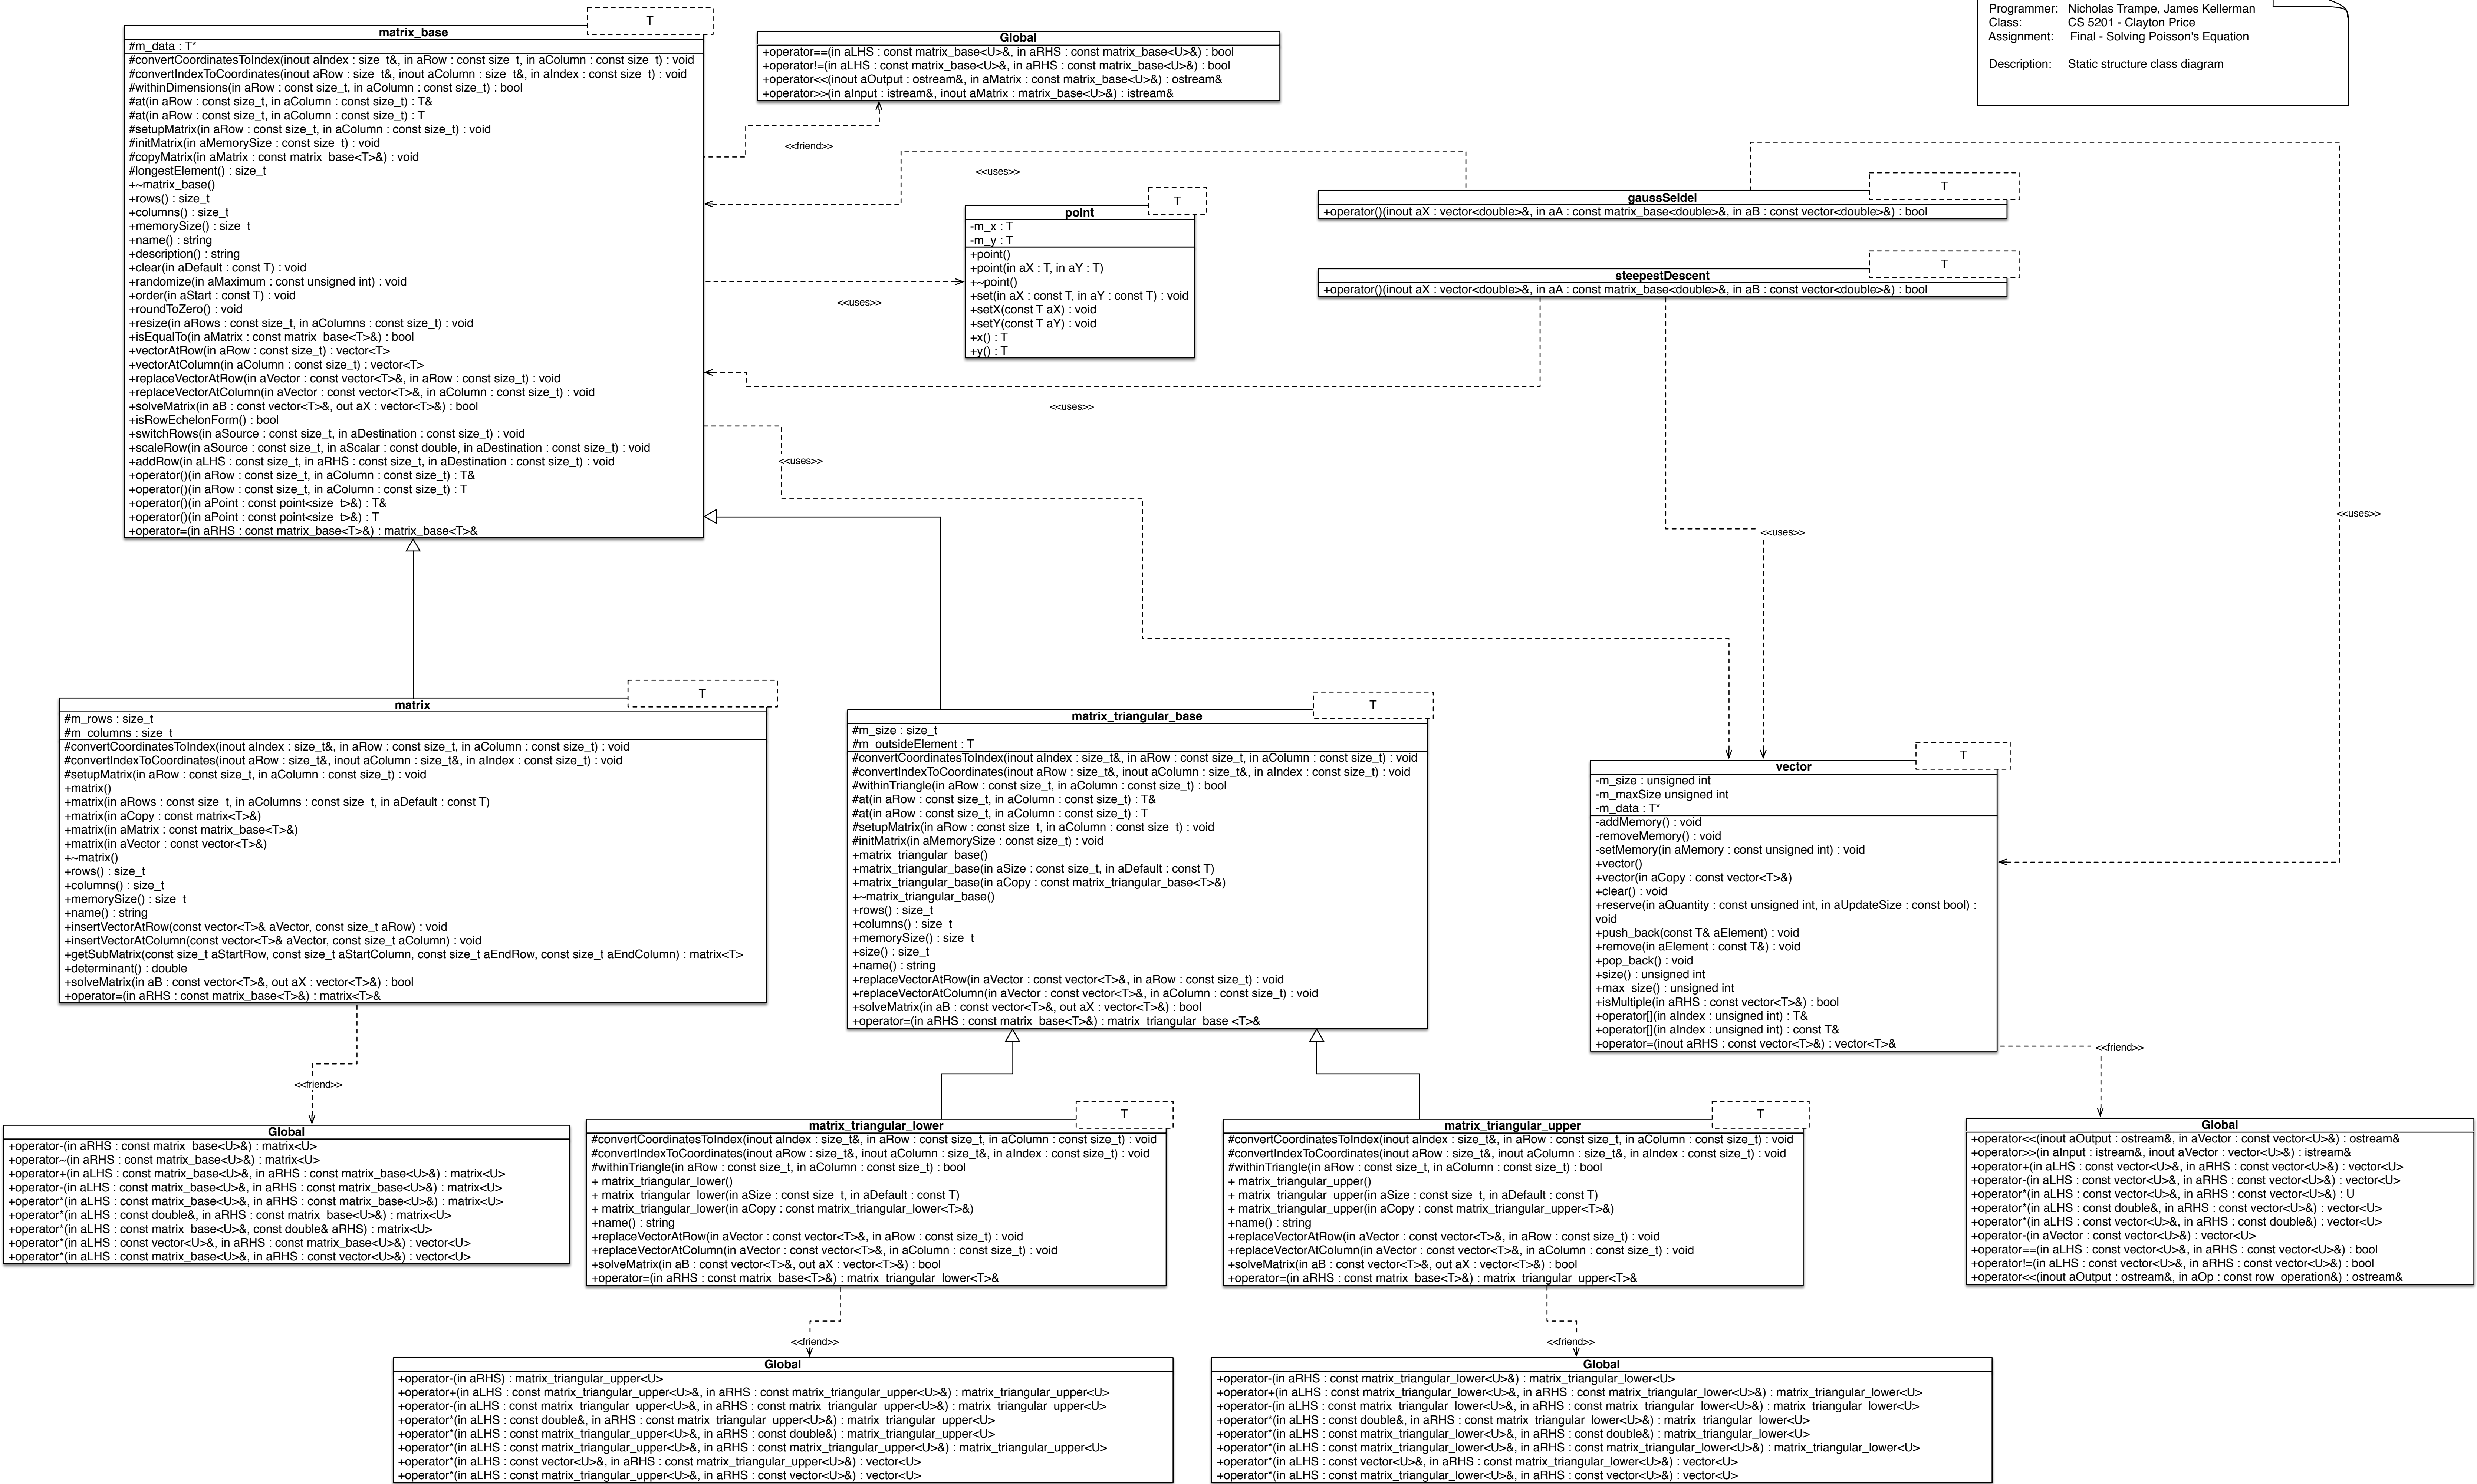 Programmer: Nicholas Trampe, James Kellerman
Class: CS 5201 - Clayton Price
Assignment: Final - Solving Poisson's Equation
Description: Static structure class diagram
T
matrix_base
#m_data : T*
#convertCoordinatesToIndex(inout aIndex : size_t&, in aRow : const size_t, in aColumn : const size_t) : void
#convertIndexToCoordinates(inout aRow : size_t&, inout aColumn : size_t&, in aIndex : const size_t) : void
#withinDimensions(in aRow : const size_t, in aColumn : const size_t) : bool
#at(in aRow : const size_t, in aColumn : const size_t) : T&
#at(in aRow : const size_t, in aColumn : const size_t) : T
#setupMatrix(in aRow : const size_t, in aColumn : const size_t) : void
#initMatrix(in aMemorySize : const size_t) : void
#copyMatrix(in aMatrix : const matrix_base<T>&) : void
#longestElement() : size_t
+~matrix_base()
+rows() : size_t
+columns() : size_t
+memorySize() : size_t
+name() : string
+description() : string
+clear(in aDefault : const T) : void
+randomize(in aMaximum : const unsigned int) : void
+order(in aStart : const T) : void
+roundToZero() : void
+resize(in aRows : const size_t, in aColumns : const size_t) : void
+isEqualTo(in aMatrix : const matrix_base<T>&) : bool
+vectorAtRow(in aRow : const size_t) : vector<T>
+vectorAtColumn(in aColumn : const size_t) : vector<T>
+replaceVectorAtRow(in aVector : const vector<T>&, in aRow : const size_t) : void
+replaceVectorAtColumn(in aVector : const vector<T>&, in aColumn : const size_t) : void
+solveMatrix(in aB : const vector<T>&, out aX : vector<T>&) : bool
+isRowEchelonForm() : bool
+switchRows(in aSource : const size_t, in aDestination : const size_t) : void
+scaleRow(in aSource : const size_t, in aScalar : const double, in aDestination : const size_t) : void
+addRow(in aLHS : const size_t, in aRHS : const size_t, in aDestination : const size_t) : void
+operator()(in aRow : const size_t, in aColumn : const size_t) : T&
+operator()(in aRow : const size_t, in aColumn : const size_t) : T
+operator()(in aPoint : const point<size_t>&) : T&
+operator()(in aPoint : const point<size_t>&) : T
+operator=(in aRHS : const matrix_base<T>&) : matrix_base<T>&
Global
+operator==(in aLHS : const matrix_base<U>&, in aRHS : const matrix_base<U>&) : bool
+operator!=(in aLHS : const matrix_base<U>&, in aRHS : const matrix_base<U>&) : bool
+operator<<(inout aOutput : ostream&, in aMatrix : const matrix_base<U>&) : ostream&
+operator>>(in aInput : istream&, inout aMatrix : matrix_base<U>&) : istream&
<<friend>>
<<uses>>
T
point
-m_x : T
-m_y : T
+point()
+point(in aX : T, in aY : T)
+~point()
+set(in aX : const T, in aY : const T) : void
+setX(const T aX) : void
+setY(const T aY) : void
+x() : T
+y() : T
<<uses>>
T
gaussSeidel
+operator()(inout aX : vector<double>&, in aA : const matrix_base<double>&, in aB : const vector<double>&) : bool
T
steepestDescent
+operator()(inout aX : vector<double>&, in aA : const matrix_base<double>&, in aB : const vector<double>&) : bool
<<uses>>
<<uses>>
<<uses>>
<<uses>>
T
matrix
#m_rows : size_t
#m_columns : size_t
#convertCoordinatesToIndex(inout aIndex : size_t&, in aRow : const size_t, in aColumn : const size_t) : void
#convertIndexToCoordinates(inout aRow : size_t&, inout aColumn : size_t&, in aIndex : const size_t) : void
#setupMatrix(in aRow : const size_t, in aColumn : const size_t) : void
+matrix()
+matrix(in aRows : const size_t, in aColumns : const size_t, in aDefault : const T)
+matrix(in aCopy : const matrix<T>&)
+matrix(in aMatrix : const matrix_base<T>&)
+matrix(in aVector : const vector<T>&)
+~matrix()
+rows() : size_t
+columns() : size_t
+memorySize() : size_t
+name() : string
+insertVectorAtRow(const vector<T>& aVector, const size_t aRow) : void
+insertVectorAtColumn(const vector<T>& aVector, const size_t aColumn) : void
+getSubMatrix(const size_t aStartRow, const size_t aStartColumn, const size_t aEndRow, const size_t aEndColumn) : matrix<T>
+determinant() : double
+solveMatrix(in aB : const vector<T>&, out aX : vector<T>&) : bool
+operator=(in aRHS : const matrix_base<T>&) : matrix<T>&
T
matrix_triangular_base
#m_size : size_t
#m_outsideElement : T
#convertCoordinatesToIndex(inout aIndex : size_t&, in aRow : const size_t, in aColumn : const size_t) : void
#convertIndexToCoordinates(inout aRow : size_t&, inout aColumn : size_t&, in aIndex : const size_t) : void
#withinTriangle(in aRow : const size_t, in aColumn : const size_t) : bool
#at(in aRow : const size_t, in aColumn : const size_t) : T&
#at(in aRow : const size_t, in aColumn : const size_t) : T
#setupMatrix(in aRow : const size_t, in aColumn : const size_t) : void
#initMatrix(in aMemorySize : const size_t) : void
+matrix_triangular_base()
+matrix_triangular_base(in aSize : const size_t, in aDefault : const T)
+matrix_triangular_base(in aCopy : const matrix_triangular_base<T>&)
+~matrix_triangular_base()
+rows() : size_t
+columns() : size_t
+memorySize() : size_t
+size() : size_t
+name() : string
+replaceVectorAtRow(in aVector : const vector<T>&, in aRow : const size_t) : void
+replaceVectorAtColumn(in aVector : const vector<T>&, in aColumn : const size_t) : void
+solveMatrix(in aB : const vector<T>&, out aX : vector<T>&) : bool
+operator=(in aRHS : const matrix_base<T>&) : matrix_triangular_base <T>&
T
vector
-m_size : unsigned int
-m_maxSize unsigned int
-m_data : T*
-addMemory() : void
-removeMemory() : void
-setMemory(in aMemory : const unsigned int) : void
+vector()
+vector(in aCopy : const vector<T>&)
+clear() : void
+reserve(in aQuantity : const unsigned int, in aUpdateSize : const bool) :
void
+push_back(const T& aElement) : void
+remove(in aElement : const T&) : void
+pop_back() : void
+size() : unsigned int
+max_size() : unsigned int
+isMultiple(in aRHS : const vector<T>&) : bool
+operator[](in aIndex : unsigned int) : T&
+operator[](in aIndex : unsigned int) : const T&
+operator=(inout aRHS : const vector<T>&) : vector<T>&
<<friend>>
<<friend>>
Global
+operator-(in aRHS : const matrix_base<U>&) : matrix<U>
+operator~(in aRHS : const matrix_base<U>&) : matrix<U>
+operator+(in aLHS : const matrix_base<U>&, in aRHS : const matrix_base<U>&) : matrix<U>
+operator-(in aLHS : const matrix_base<U>&, in aRHS : const matrix_base<U>&) : matrix<U>
+operator*(in aLHS : const matrix_base<U>&, in aRHS : const matrix_base<U>&) : matrix<U>
+operator*(in aLHS : const double&, in aRHS : const matrix_base<U>&) : matrix<U>
+operator*(in aLHS : const matrix_base<U>&, const double& aRHS) : matrix<U>
+operator*(in aLHS : const vector<U>&, in aRHS : const matrix_base<U>&) : vector<U>
+operator*(in aLHS : const matrix_base<U>&, in aRHS : const vector<U>&) : vector<U>
T
matrix_triangular_lower
#convertCoordinatesToIndex(inout aIndex : size_t&, in aRow : const size_t, in aColumn : const size_t) : void
#convertIndexToCoordinates(inout aRow : size_t&, inout aColumn : size_t&, in aIndex : const size_t) : void
#withinTriangle(in aRow : const size_t, in aColumn : const size_t) : bool
+ matrix_triangular_lower()
+ matrix_triangular_lower(in aSize : const size_t, in aDefault : const T)
+ matrix_triangular_lower(in aCopy : const matrix_triangular_lower<T>&)
+name() : string
+replaceVectorAtRow(in aVector : const vector<T>&, in aRow : const size_t) : void
+replaceVectorAtColumn(in aVector : const vector<T>&, in aColumn : const size_t) : void
+solveMatrix(in aB : const vector<T>&, out aX : vector<T>&) : bool
+operator=(in aRHS : const matrix_base<T>&) : matrix_triangular_lower<T>&
T
matrix_triangular_upper
#convertCoordinatesToIndex(inout aIndex : size_t&, in aRow : const size_t, in aColumn : const size_t) : void
#convertIndexToCoordinates(inout aRow : size_t&, inout aColumn : size_t&, in aIndex : const size_t) : void
#withinTriangle(in aRow : const size_t, in aColumn : const size_t) : bool
+ matrix_triangular_upper()
+ matrix_triangular_upper(in aSize : const size_t, in aDefault : const T)
+ matrix_triangular_upper(in aCopy : const matrix_triangular_upper<T>&)
+name() : string
+replaceVectorAtRow(in aVector : const vector<T>&, in aRow : const size_t) : void
+replaceVectorAtColumn(in aVector : const vector<T>&, in aColumn : const size_t) : void
+solveMatrix(in aB : const vector<T>&, out aX : vector<T>&) : bool
+operator=(in aRHS : const matrix_base<T>&) : matrix_triangular_upper<T>&
Global
+operator<<(inout aOutput : ostream&, in aVector : const vector<U>&) : ostream&
+operator>>(in aInput : istream&, inout aVector : vector<U>&) : istream&
+operator+(in aLHS : const vector<U>&, in aRHS : const vector<U>&) : vector<U>
+operator-(in aLHS : const vector<U>&, in aRHS : const vector<U>&) : vector<U>
+operator*(in aLHS : const vector<U>&, in aRHS : const vector<U>&) : U
+operator*(in aLHS : const double&, in aRHS : const vector<U>&) : vector<U>
+operator*(in aLHS : const vector<U>&, in aRHS : const double&) : vector<U>
+operator-(in aVector : const vector<U>&) : vector<U>
+operator==(in aLHS : const vector<U>&, in aRHS : const vector<U>&) : bool
+operator!=(in aLHS : const vector<U>&, in aRHS : const vector<U>&) : bool
+operator<<(inout aOutput : ostream&, in aOp : const row_operation&) : ostream&
<<friend>>
<<friend>>
Global
+operator-(in aRHS) : matrix_triangular_upper<U>
+operator+(in aLHS : const matrix_triangular_upper<U>&, in aRHS : const matrix_triangular_upper<U>&) : matrix_triangular_upper<U>
+operator-(in aLHS : const matrix_triangular_upper<U>&, in aRHS : const matrix_triangular_upper<U>&) : matrix_triangular_upper<U>
+operator*(in aLHS : const double&, in aRHS : const matrix_triangular_upper<U>&) : matrix_triangular_upper<U>
+operator*(in aLHS : const matrix_triangular_upper<U>&, in aRHS : const double&) : matrix_triangular_upper<U>
+operator*(in aLHS : const matrix_triangular_upper<U>&, in aRHS : const matrix_triangular_upper<U>&) : matrix_triangular_upper<U>
+operator*(in aLHS : const vector<U>&, in aRHS : const matrix_triangular_upper<U>&) : vector<U>
+operator*(in aLHS : const matrix_triangular_upper<U>&, in aRHS : const vector<U>&) : vector<U>
Global
+operator-(in aRHS : const matrix_triangular_lower<U>&) : matrix_triangular_lower<U>
+operator+(in aLHS : const matrix_triangular_lower<U>&, in aRHS : const matrix_triangular_lower<U>&) : matrix_triangular_lower<U>
+operator-(in aLHS : const matrix_triangular_lower<U>&, in aRHS : const matrix_triangular_lower<U>&) : matrix_triangular_lower<U>
+operator*(in aLHS : const double&, in aRHS : const matrix_triangular_lower<U>&) : matrix_triangular_lower<U>
+operator*(in aLHS : const matrix_triangular_lower<U>&, in aRHS : const double&) : matrix_triangular_lower<U>
+operator*(in aLHS : const matrix_triangular_lower<U>&, in aRHS : const matrix_triangular_lower<U>&) : matrix_triangular_lower<U>
+operator*(in aLHS : const vector<U>&, in aRHS : const matrix_triangular_lower<U>&) : vector<U>
+operator*(in aLHS : const matrix_triangular_lower<U>&, in aRHS : const vector<U>&) : vector<U>